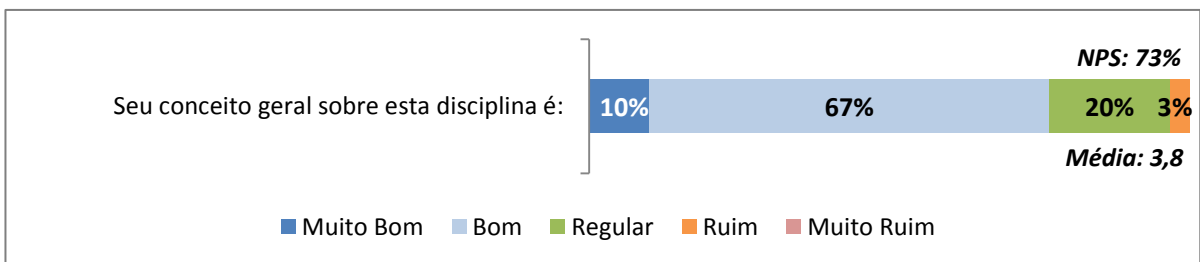 NPS: 73%
Seu conceito geral sobre esta disciplina é:
10% 67% 20% 3%
Média: 3,8
Muito Bom Bom Regular Ruim Muito Ruim